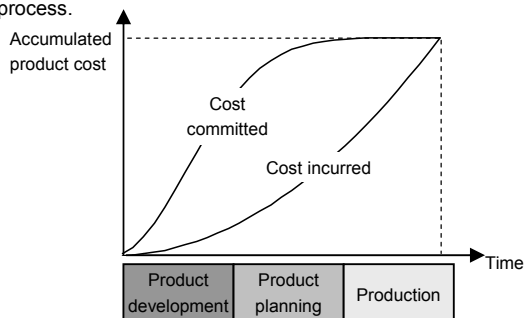 process.
Accumulated
product cost
Cost
committed
Cost incurred
Time
Product
development
Product
planning
Production